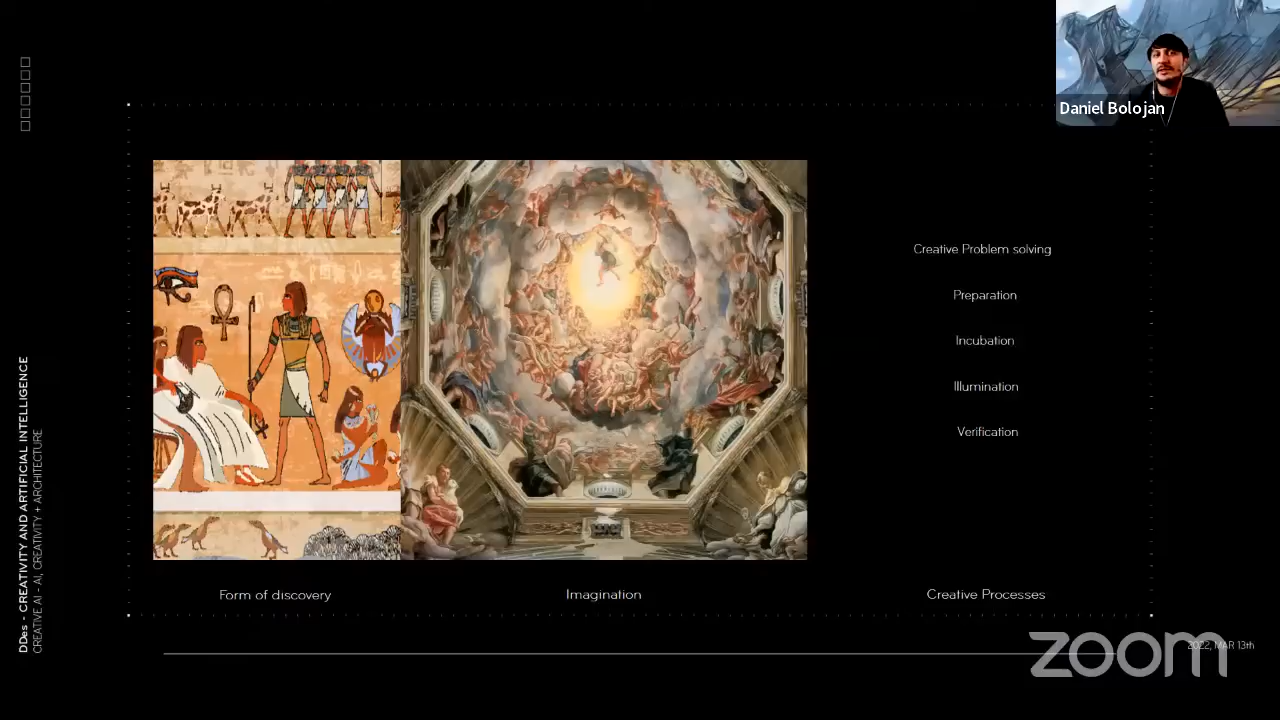 Daniel Bolojan
Creative Problem solving
Preparation
Incubation
Illumination
Verification
Form of discovery
Imagination
Creative Processes
DDes - CREATIVITY AND ARTIFICIAL INTELLIGENCE
CREATIVE AI - AI, CREATIVITY + ARCHITECTURE
2022, MAR 13th
zoom